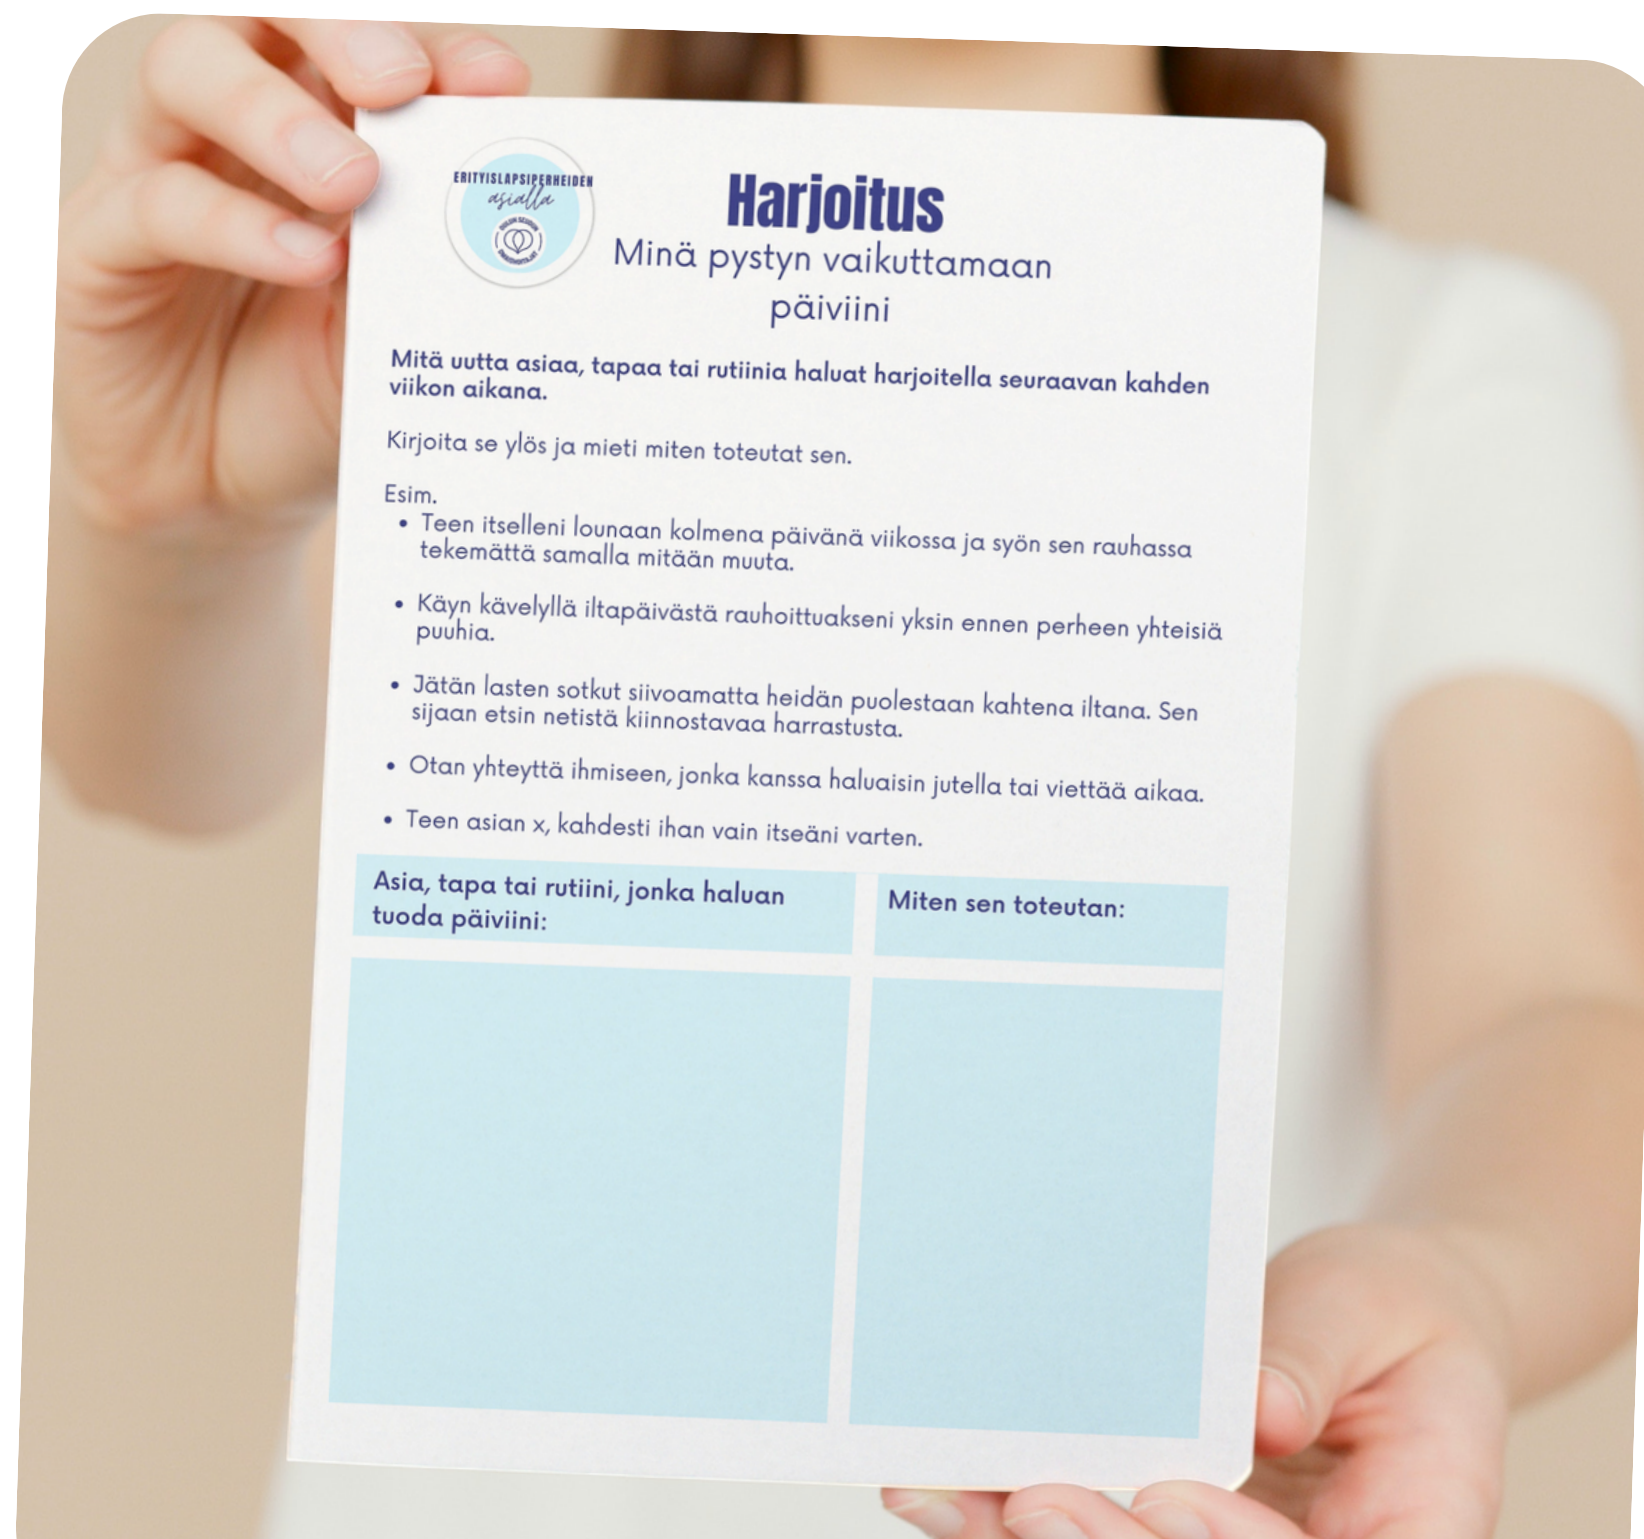 ERITYISLAPSIPERHEIDEN
asialla
OULUN SEUDUN
OMAISHOITAJAT
Harjoitus
Minä pystyn vaikuttamaan
päiviini
Mitä uutta asiaa, tapaa tai rutiinia haluat harjoitella seuraavan kahden
viikon aikana.
Kirjoita se ylös ja mieti miten toteutat sen.
Esim.
• Teen itselleni lounaan kolmena päivänä viikossa ja syön sen rauhassa
tekemättä samalla mitään muuta.
• Käyn kävelyllä iltapäivästä rauhoittuakseni yksin ennen perheen yhteisiä
puuhia.
• Jätän lasten sotkut siivoamatta heidän puolestaan kahtena iltana. Sen
sijaan etsin netistä kiinnostavaa harrastusta.
• Otan yhteyttä ihmiseen, jonka kanssa haluaisin jutella tai viettää aikaa.
• Teen asian x, kahdesti ihan vain itseäni varten.
Asia, tapa tai rutiini, jonka haluan
tuoda päiviini:
Miten sen toteutan: